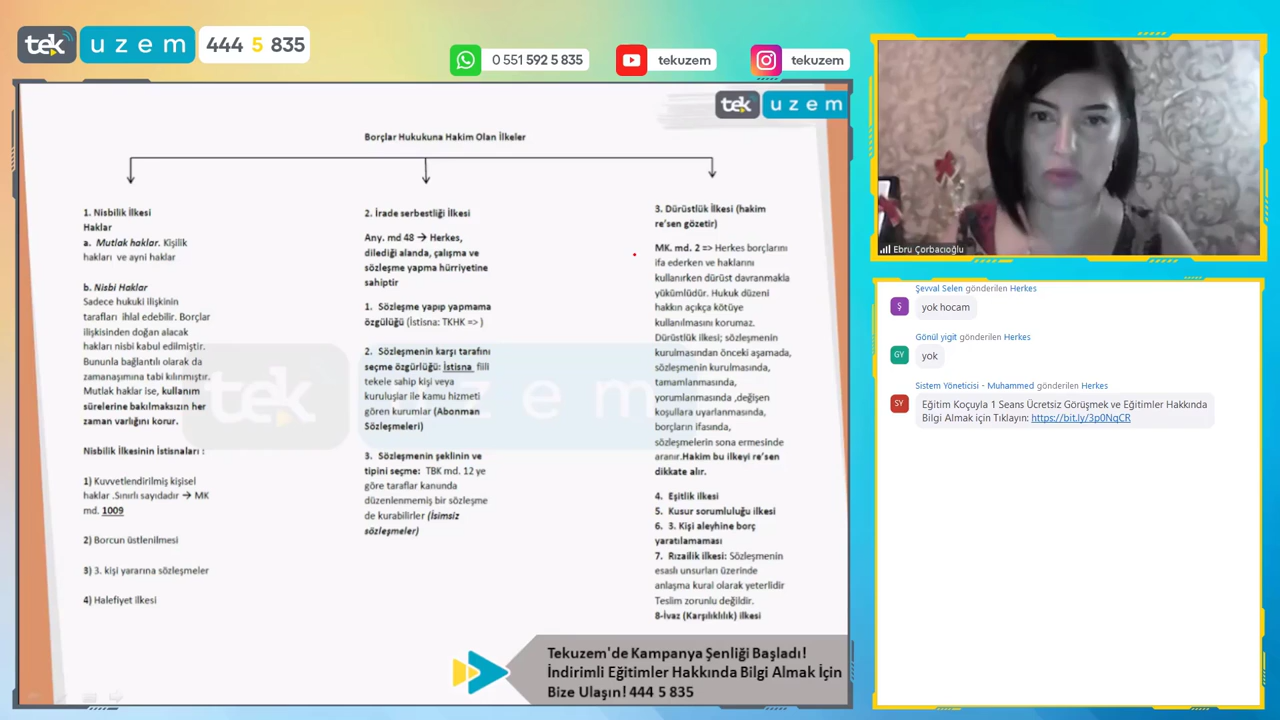 tek uzem 444 5 835
0 551 592 5 835
tekuzem
tekuzem
tek uzem
Borçlar Hukukuna Hakim Olan İlkeler
1. Nisbilik İlkesi
Haklar
a. Mutlak haklar. Kişilik
hakları ve ayni haklar
b. Nisbi Haklar
Sadece hukuki ilişkinin
tarafları ihlal edebilir. Borçlar
ilişkisinden doğan alacak
hakları nisbi kabul edilmiştir.
Bununla bağlantılı olarak da
zamanaşımına tabi kılınmıştır.
Mutlak haklar ise, kullanım
sürelerine bakılmaksızın her
zaman varlığını korur.
Nisbilik İlkesinin İstisnaları :
1) Kuvvetlendirilmiş kişisel
haklar .Sınırlı sayıdadır → MK
md. 1009
2) Borcun üstlenilmesi
3) 3. kişi yararına sözleşmeler
4) Halefiyet ilkesi
2. İrade serbestliği İlkesi
Any. md 48 → Herkes,
dilediği alanda, çalışma ve
sözleşme yapma hürriyetine
sahiptir
1. Sözleşme yapıp yapmama
özgülüğü (İstisna: TKHK => )
2. Sözleşmenin karşı tarafını
seçme özgürlüğü: İstisna fiili
tekele sahip kişi veya
kuruluşlar ile kamu hizmeti
gören kurumlar (Abonman
Sözleşmeleri)
3. Sözleşmenin şeklinin ve
tipini seçme: TBK md. 12 ye
göre taraflar kanunda
düzenlenmemiş bir sözleşme
de kurabilirler (İsimsiz
sözleşmeler)
3. Dürüstlük İlkesi (hakim
re'sen gözetir)
MK. md. 2 => Herkes borçlarını
ifa ederken ve haklarını
kullanırken dürüst davranmakla
yükümlüdür. Hukuk düzeni
hakkın açıkça kötüye
kullanılmasını korumaz.
Dürüstlük ilkesi; sözleşmenin
kurulmasından önceki aşamada,
sözleşmenin kurulmasında,
tamamlanmasında,
yorumlanmasında ,değişen
koşullara uyarlanmasında,
borçların ifasında,
sözleşmelerin sona ermesinde
aranır.Hakim bu ilkeyi re'sen
dikkate alır.
4. Eşitlik ilkesi
5. Kusur sorumluluğu ilkesi
6. 3. Kişi aleyhine borç
yaratılamaması
7. Rızailik ilkesi: Sözleşmenin
esaslı unsurları üzerinde
anlaşma kural olarak yeterlidir
Teslim zorunlu değildir.
8-İvaz (Karşılıklılık) ilkesi
tek uzem
Tekuzem'de Kampanya Şenliği Başladı!
İndirimli Eğitimler Hakkında Bilgi Almak İçin
Bize Ulaşın! 444 5 835
Ebru Çorbacıoğlu
Şevval Selen gönderilen Herkes
Ş
yok hocam
Gönül yigit gönderilen Herkes
GY
yok
Sistem Yöneticisi - Muhammed gönderilen Herkes
SY
Eğitim Koçuyla 1 Seans Ücretsiz Görüşmek ve Eğitimler Hakkında
Bilgi Almak için Tıklayın: https://bit.ly/3p0NqCR